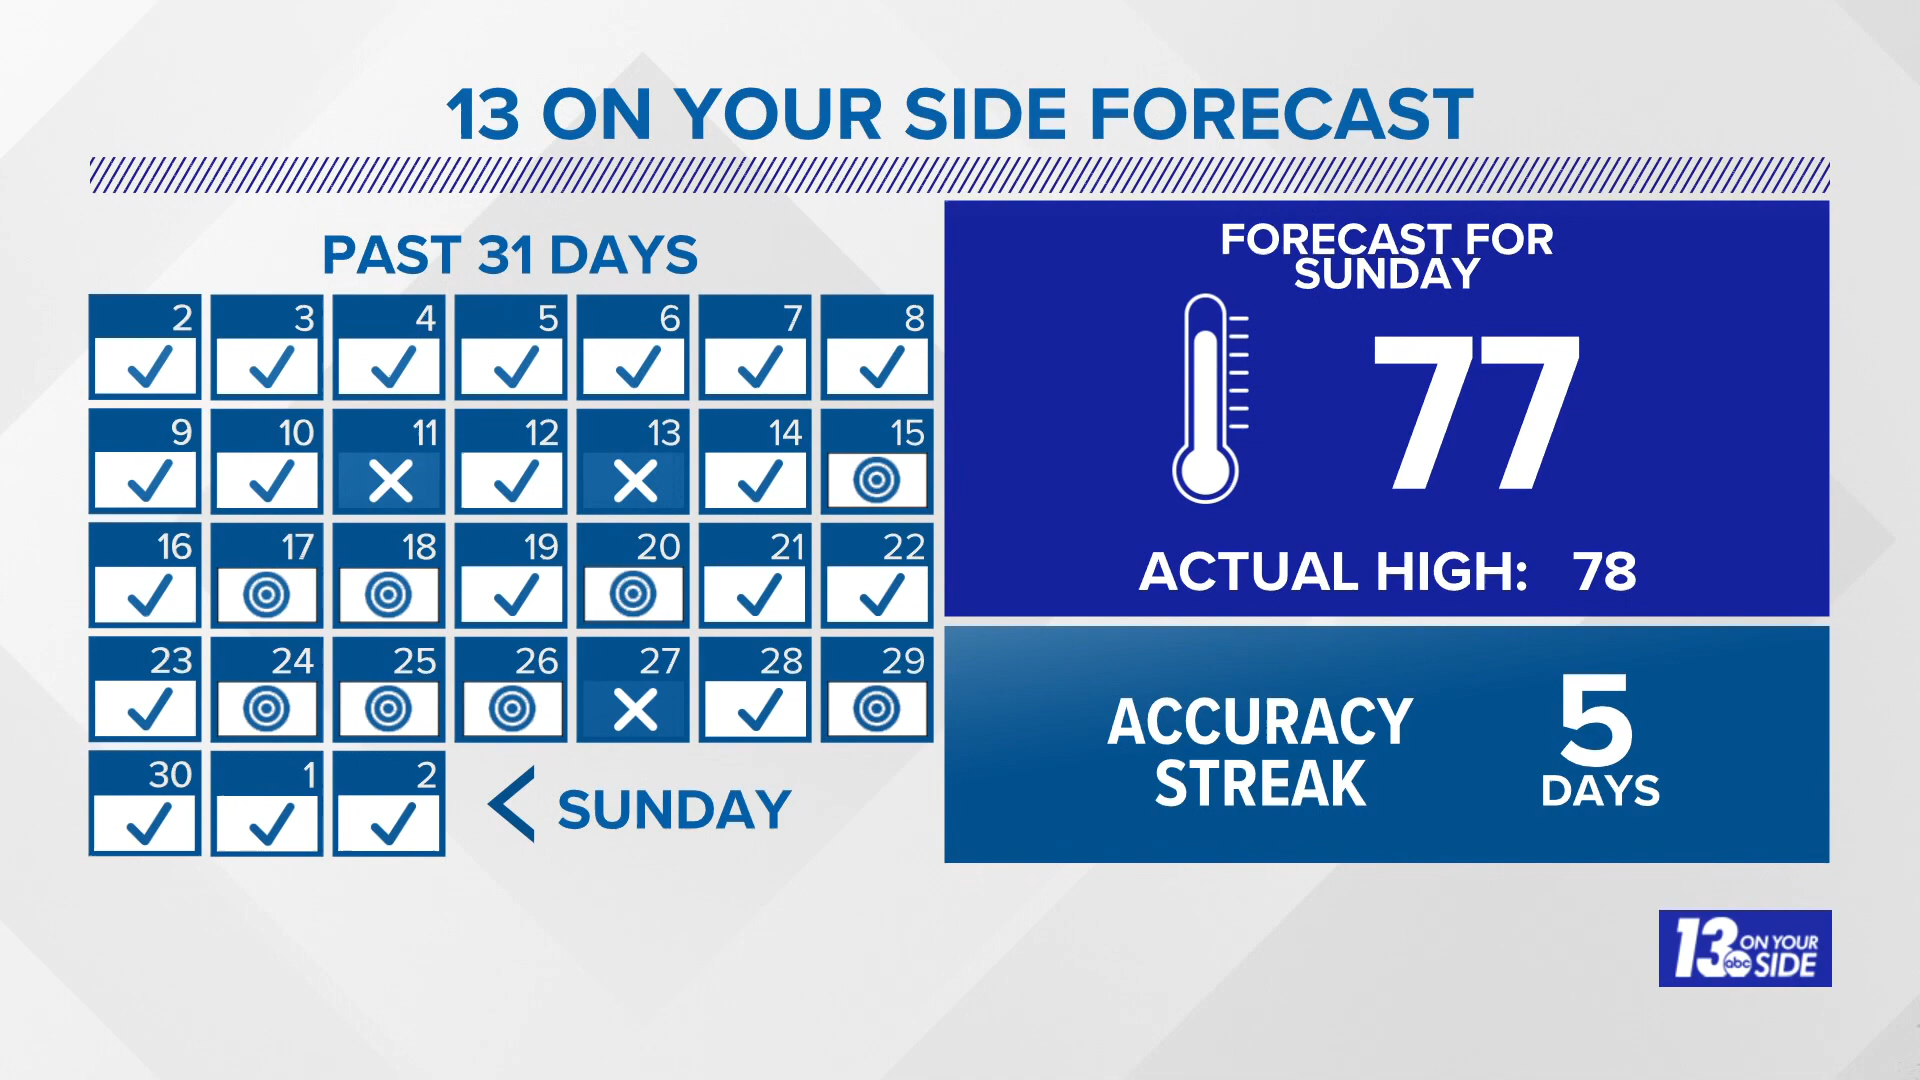 13 ON YOUR SIDE FORECAST
PAST 31 DAYS
2 3 4 5 6 7 8
9 10 11 12 13 14 15
16 17 18 19 20 21 22
23 24 25 26 27 28 29
30 1 2
SUNDAY
FORECAST FOR
SUNDAY
77
ACTUAL HIGH: 78
ACCURACY
STREAK
5
DAYS
13 ON YOUR
abc SIDE